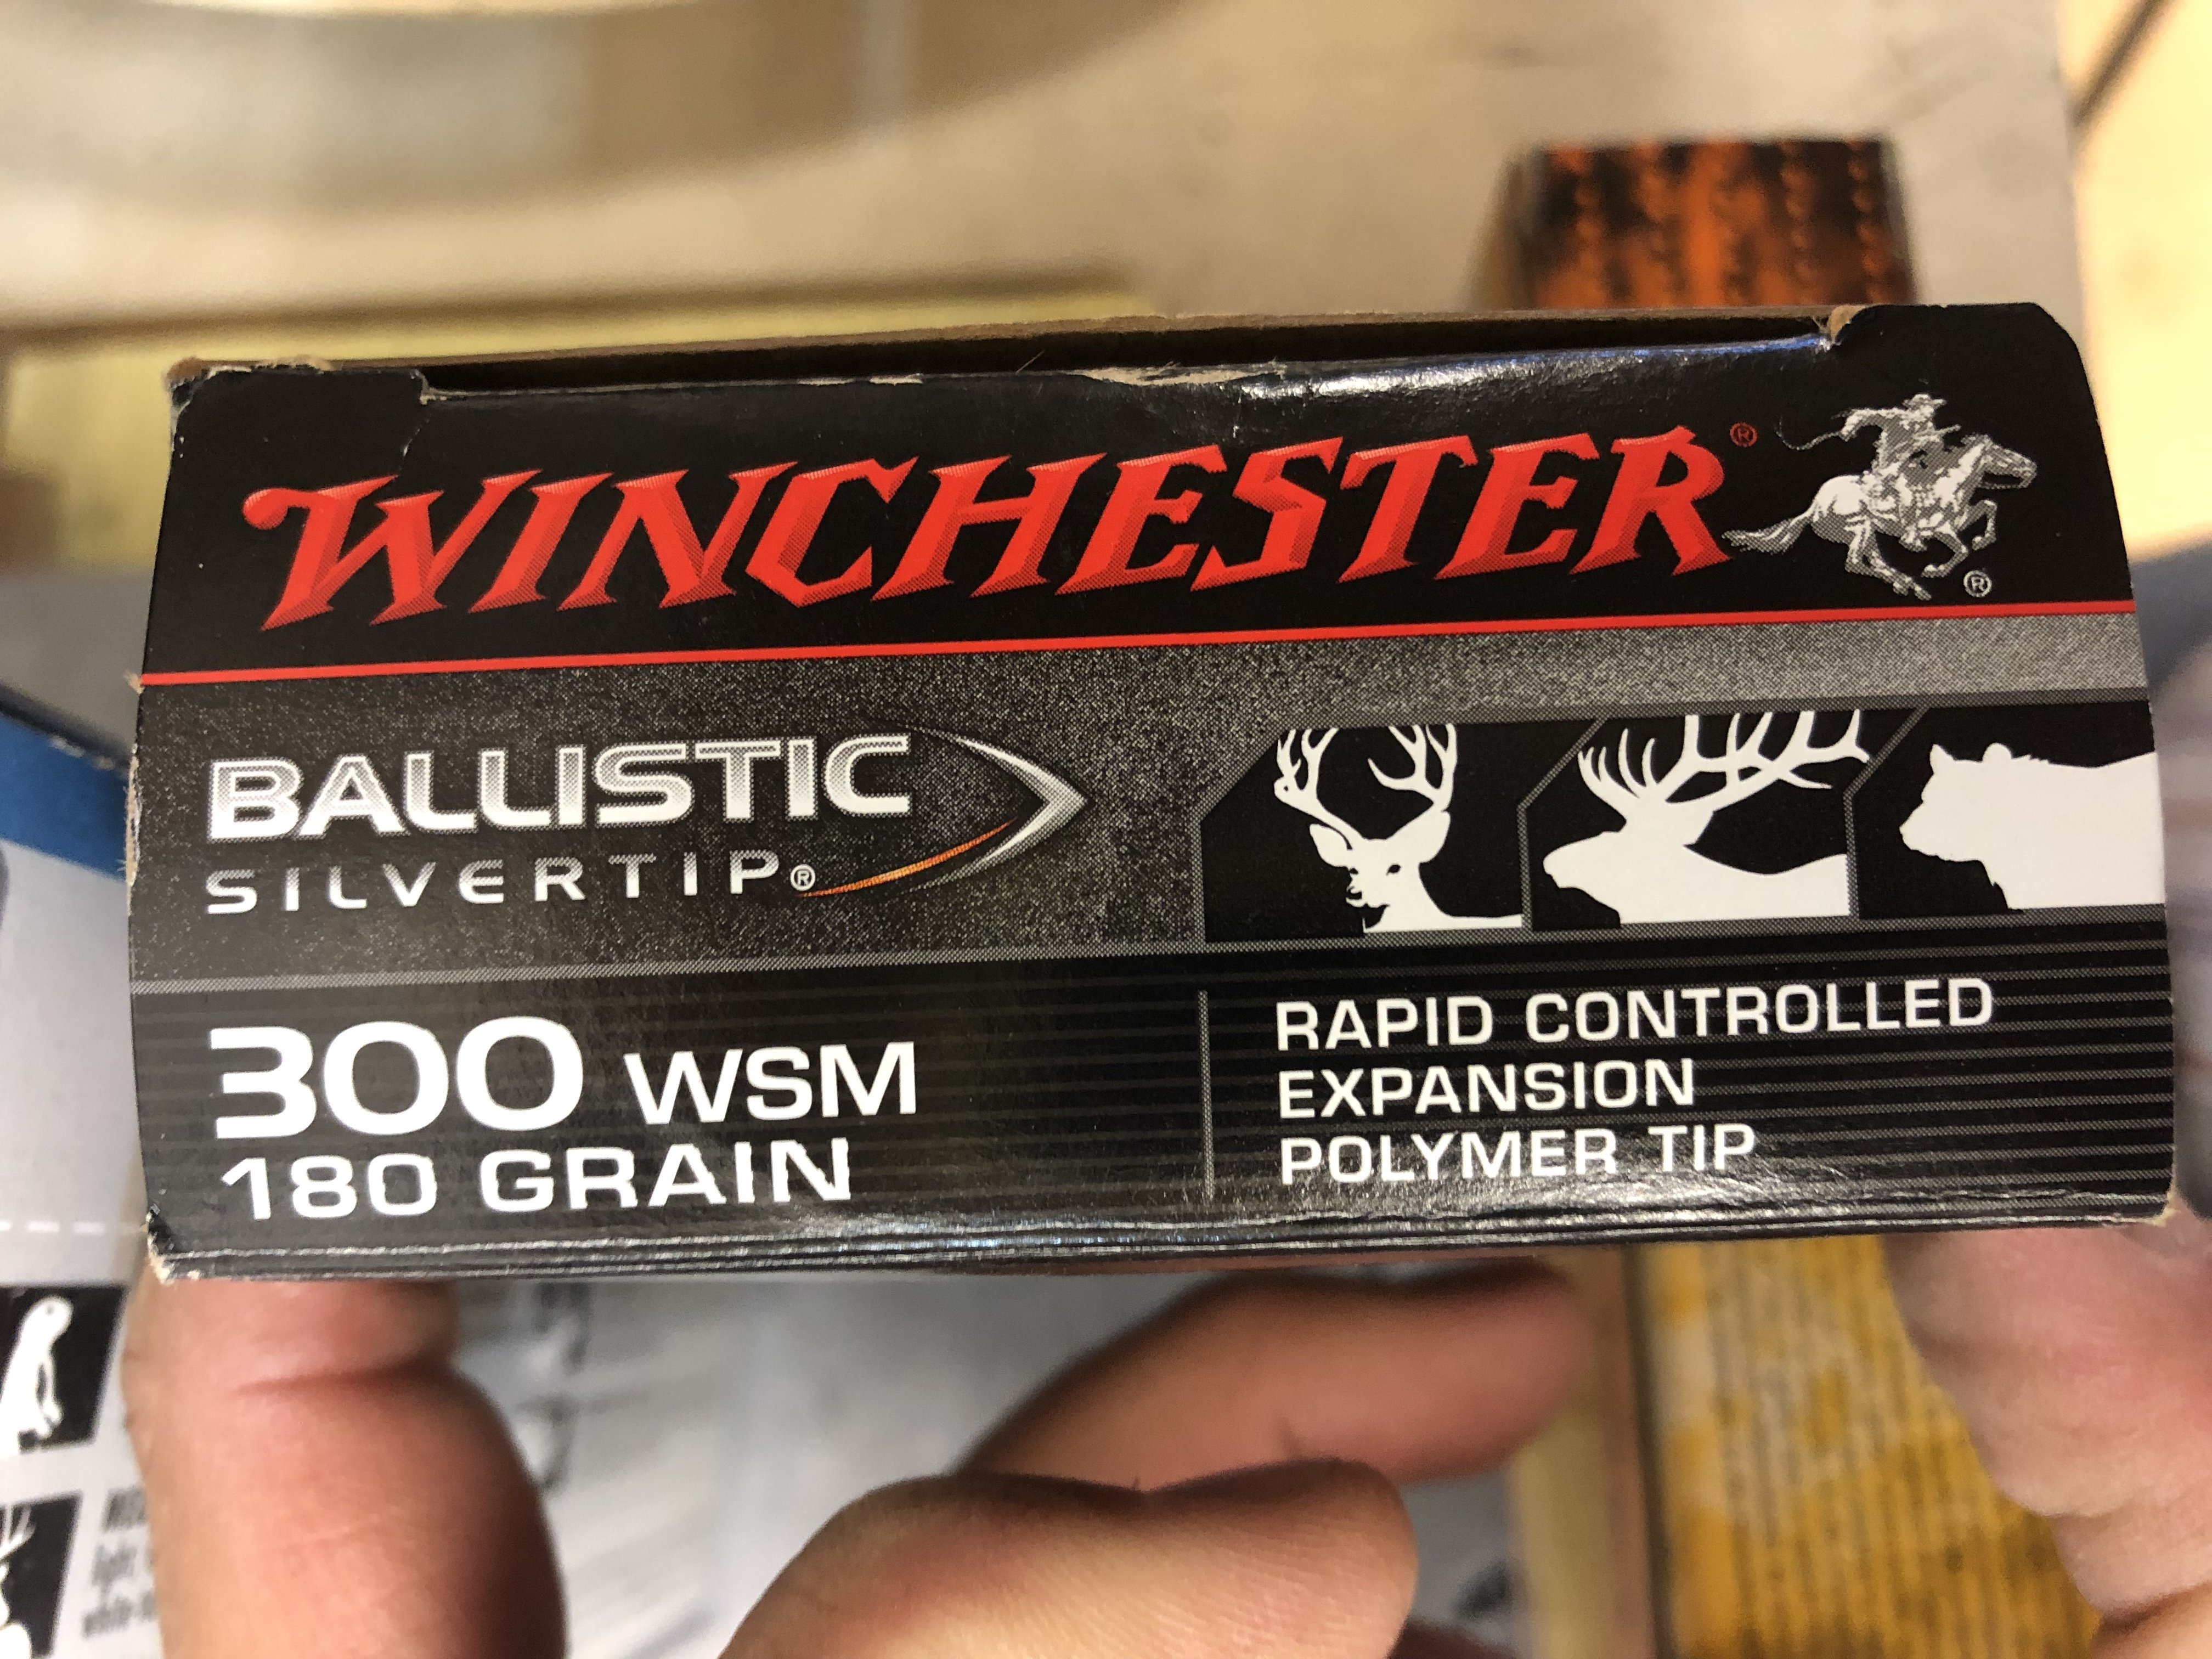 WINCHESTER®
®
BALLISTIC
SILVERTIP®
300 WSM
180 GRAIN
RAPID CONTROLLED
EXPANSION
POLYMER TIP